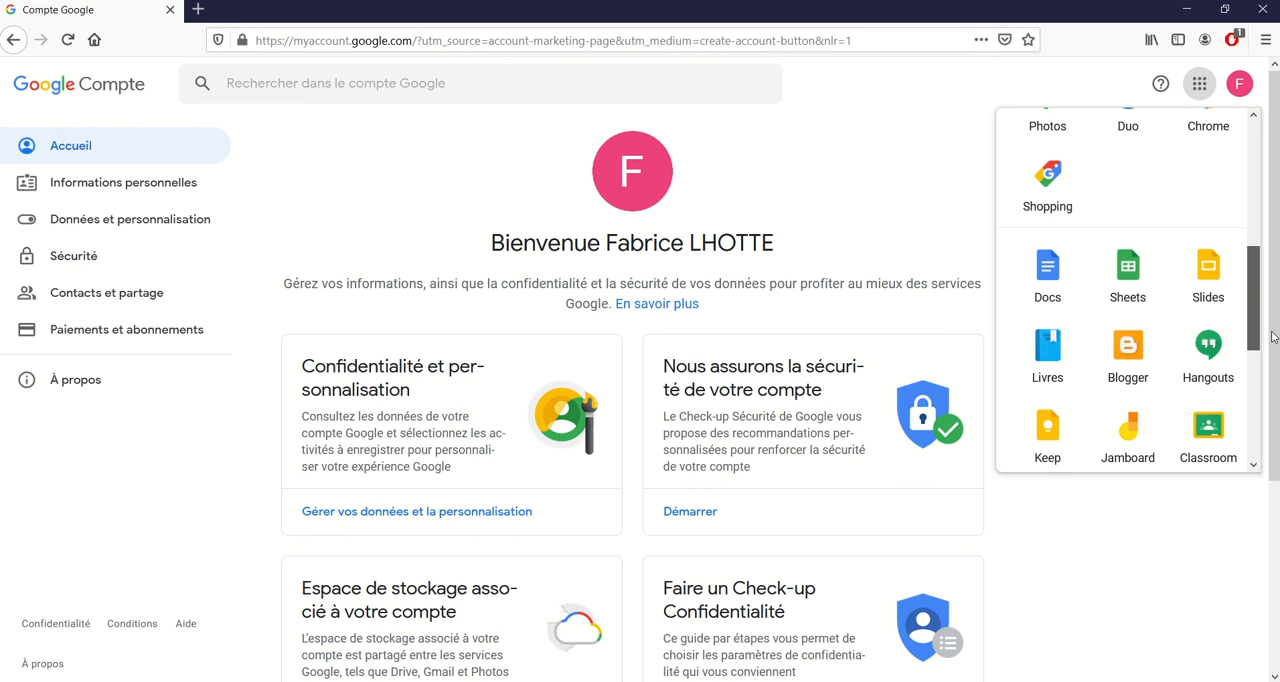 Compte Google
https://myaccount.google.com/?utm_source=account-marketing-page&utm_medium=create-account-button&nlr=1
1
Google Compte
Rechercher dans le compte Google
F
Accueil
Informations personnelles
Données et personnalisation
Sécurité
Contacts et partage
Paiements et abonnements
À propos
Confidentialité Conditions Aide
À propos
F
Bienvenue Fabrice LHOTTE
Gérez vos informations, ainsi que la confidentialité et la sécurité de vos données pour profiter au mieux des services
Google. En savoir plus
Confidentialité et per-
sonnalisation
Consultez les données de votre
compte Google et sélectionnez les ac-
tivités à enregistrer pour personnali-
ser votre expérience Google
Gérer vos données et la personnalisation
Nous assurons la sécuri-
té de votre compte
Le Check-up Sécurité de Google vous
propose des recommandations per-
sonnalisées pour renforcer la sécurité
de votre compte
Démarrer
Espace de stockage asso-
cié à votre compte
L'espace de stockage associé à votre
compte est partagé entre les services
Google, tels que Drive, Gmail et Photos
Faire un Check-up
Confidentialité
Ce guide par étapes vous permet de
choisir les paramètres de confidentia-
lité qui vous conviennent
Photos Duo Chrome
Shopping
Docs Sheets Slides
Livres Blogger Hangouts
Keep Jamboard Classroom